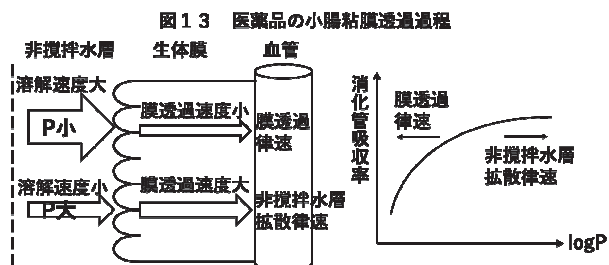 図13 医薬品の小腸粘膜透過過程
非撹拌水層 生体膜 血管
溶解速度大
P小
膜透過速度小
膜透過
律速
溶解速度小
P大
膜透過速度大
非撹拌水層
拡散律速
消化管吸収率
膜透過
律速
非撹拌水層
拡散律速
logP